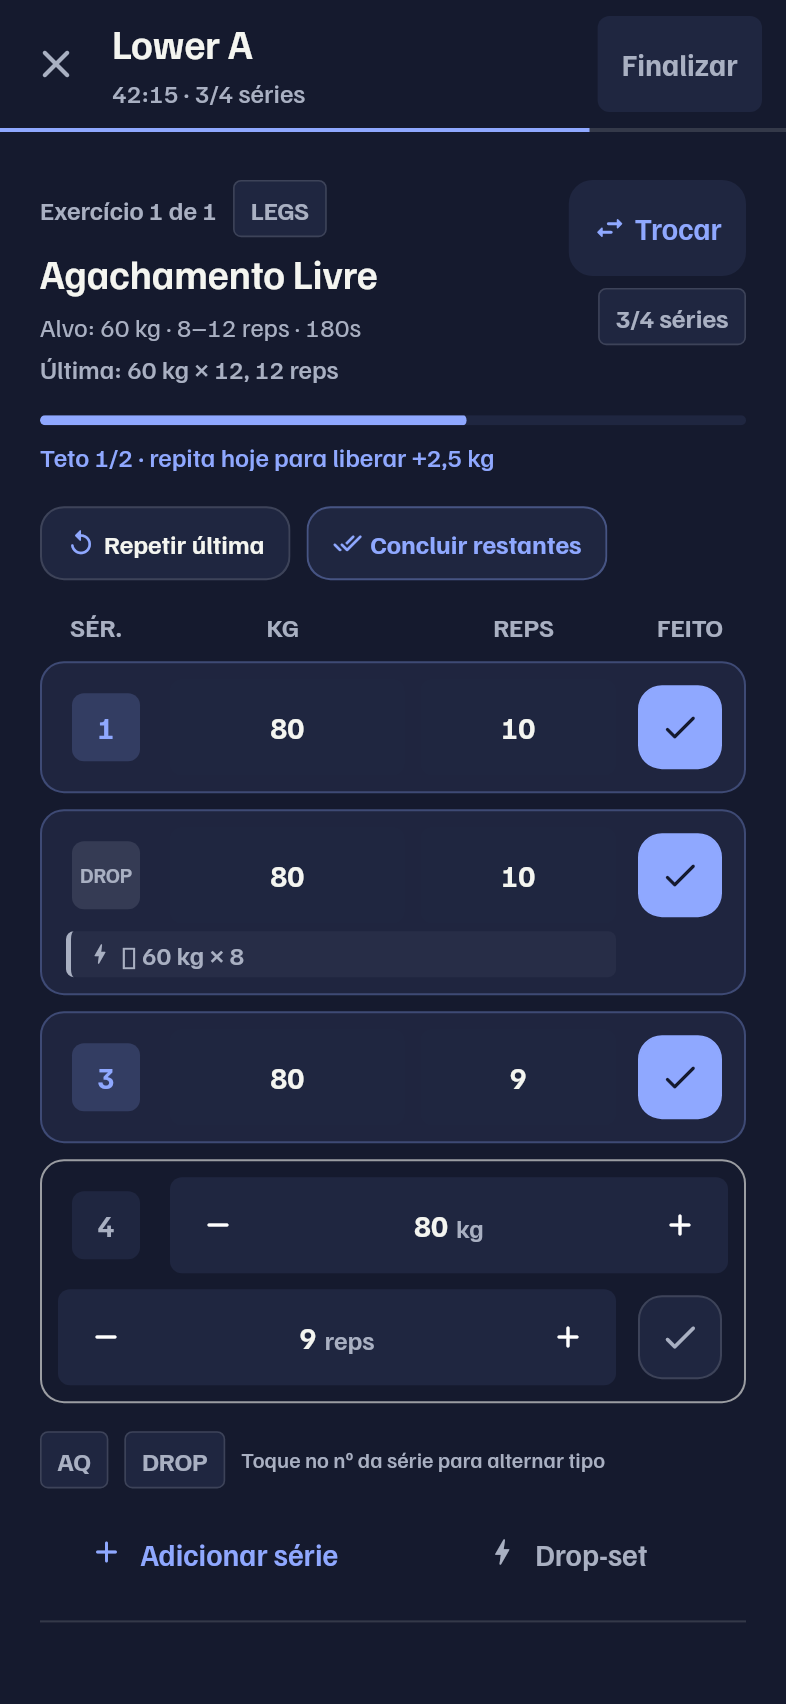 Lower A
42:15 · 3/4 séries
Finalizar
Exercício 1 de 1
LEGS
Trocar
Agachamento Livre
3/4 séries
Alvo: 60 kg · 8–12 reps · 180s
Última: 60 kg × 12, 12 reps
Teto 1/2 · repita hoje para liberar +2,5 kg
Repetir última
Concluir restantes
SÉR. KG REPS FEITO
1 80 10
DROP 80 10
60 kg × 8
3 80 9
4 − 80 kg +
− 9 reps +
AQ DROP Toque no nº da série para alternar tipo
+ Adicionar série
Drop-set